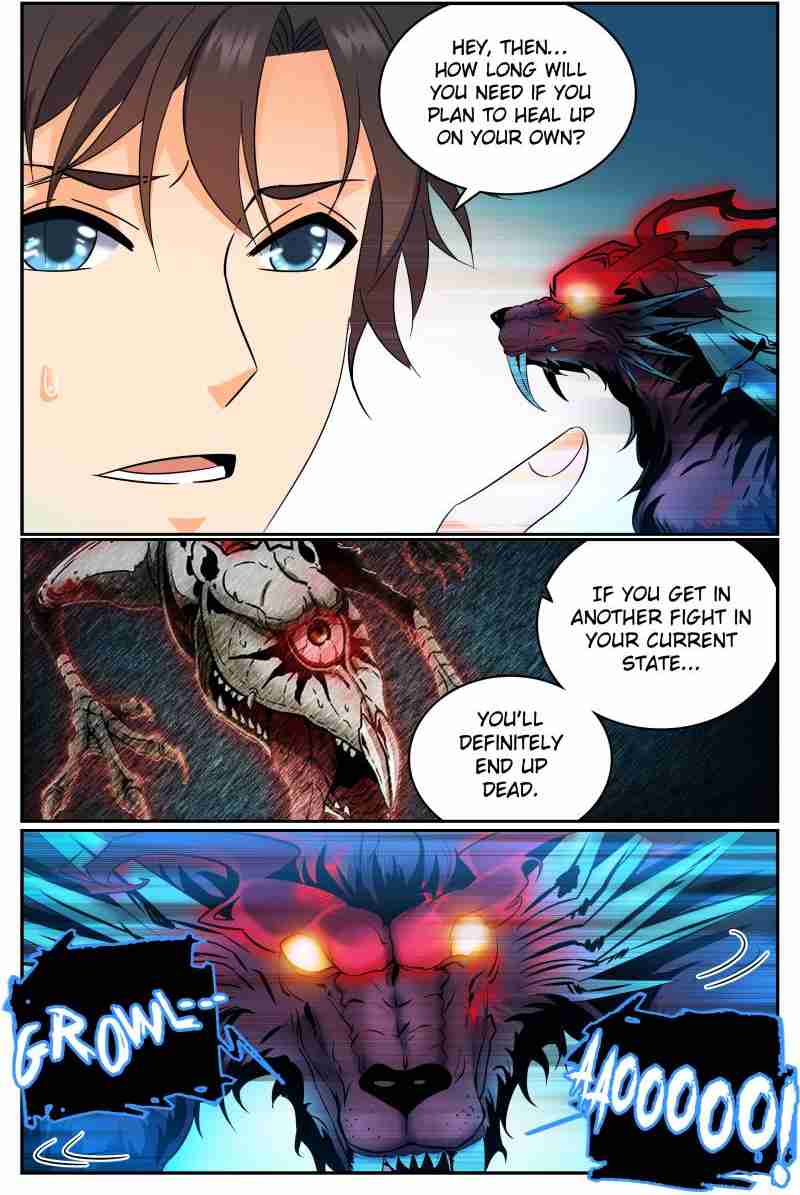 HEY, THEN...
HOW LONG WILL
YOU NEED IF YOU
PLAN TO HEAL UP
ON YOUR OWN?
IF YOU GET IN
ANOTHER FIGHT IN
YOUR CURRENT
STATE...
YOU'LL
DEFINITELY
END UP
DEAD.
GROWL---
AAOOOOO!